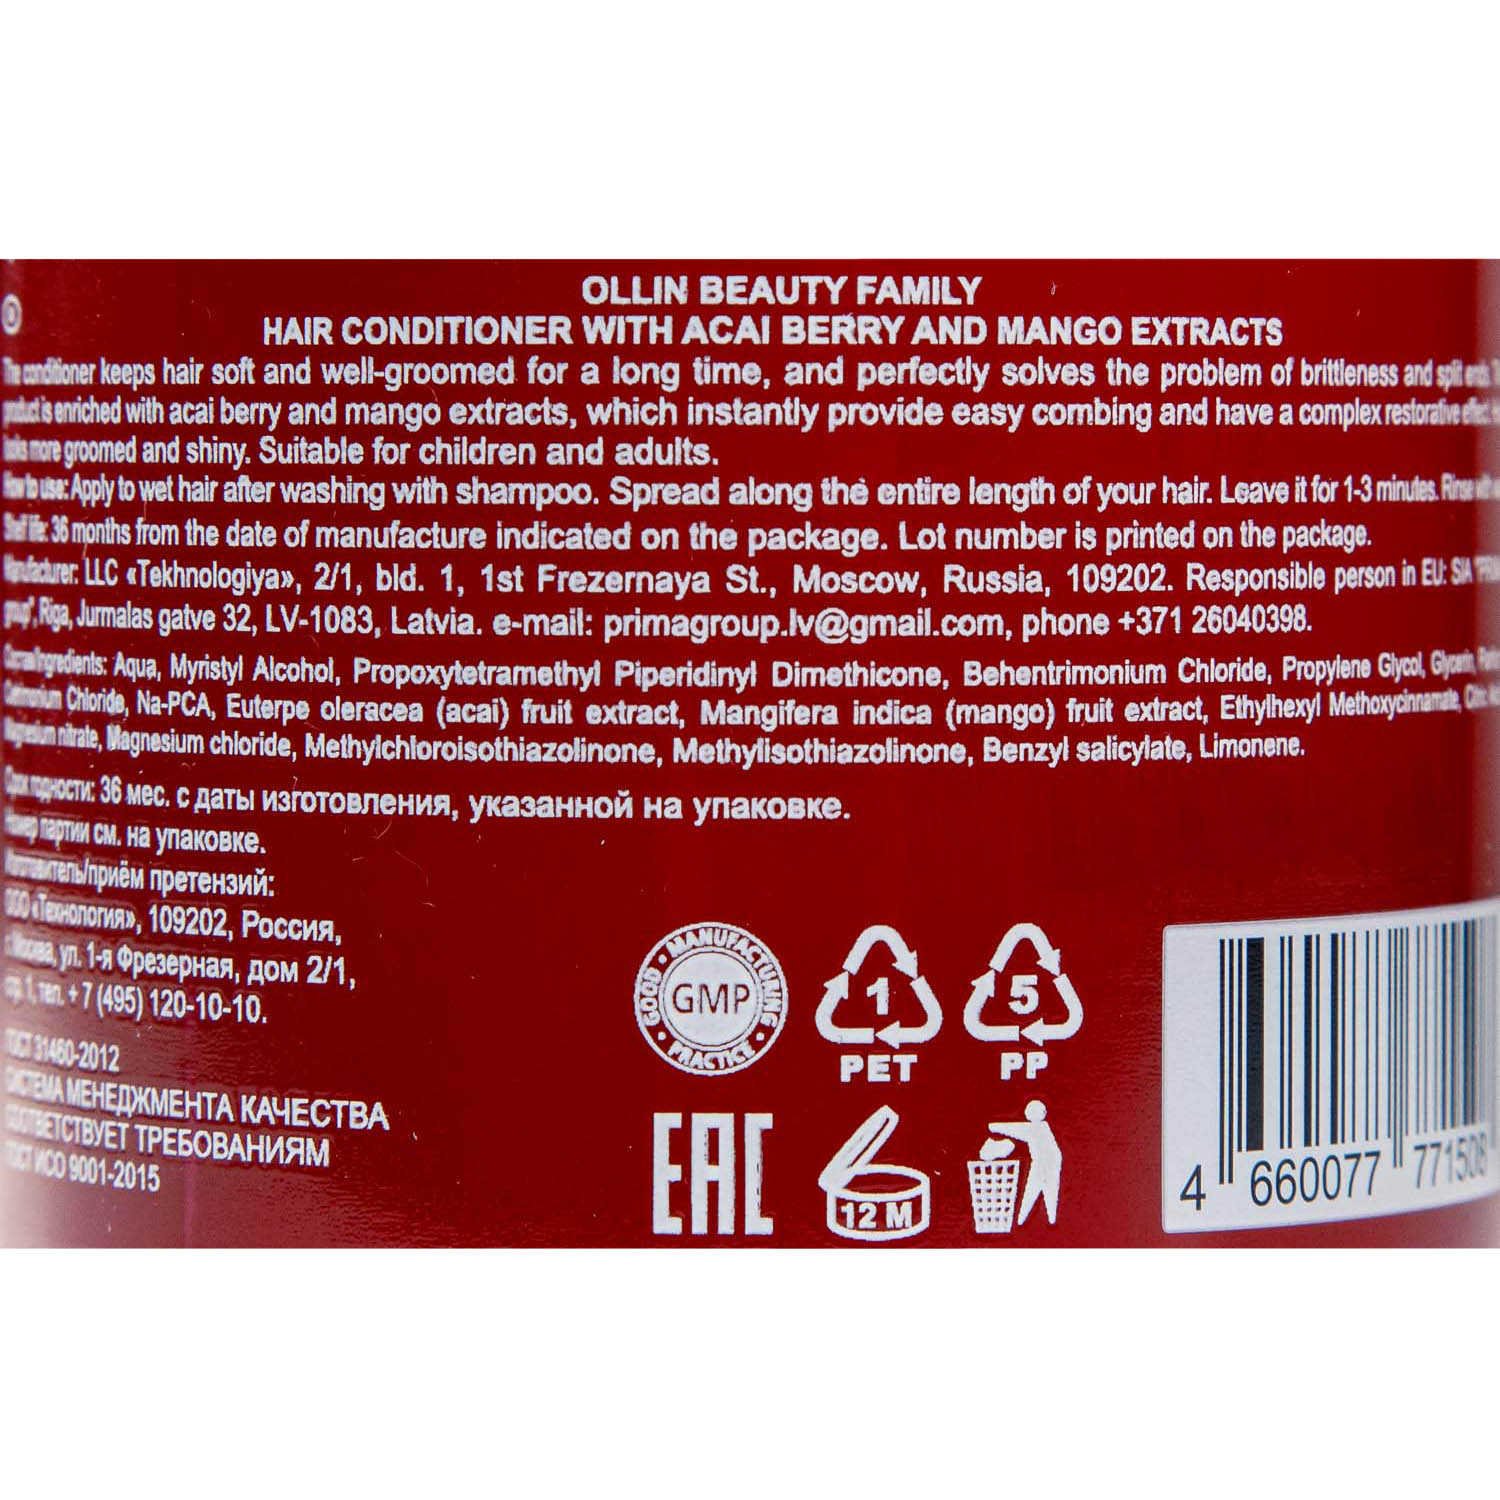 OLLIN BEAUTY FAMILY
HAIR CONDITIONER WITH ACAI BERRY AND MANGO EXTRACTS
The conditioner keeps hair soft and well-groomed for a long time, and perfectly solves the problem of brittleness and split ends.
product is enriched with acai berry and mango extracts, which instantly provide easy combing and have a complex restorative effect
more groomed and shiny. Suitable for children and adults.
How to use: Apply to wet hair after washing with shampoo. Spread along the entire length of your hair. Leave it for 1-3 minutes. Rinse with
Shelf life: 36 months from the date of manufacture indicated on the package. Lot number is printed on the package.
Manufacturer: LLC «Tekhnologiya», 2/1, bld. 1, 1st Frezernaya St., Moscow, Russia, 109202. Responsible person in EU: SIA
group", Riga, Jurmalas gatve 32, LV-1083, Latvia. e-mail: primagroup.lv@gmail.com, phone +371 26040398.
Состав/Ingredients: Aqua, Myristyl Alcohol, Propoxytetramethyl Piperidinyl Dimethicone, Behentrimonium Chloride, Propylene Glycol, Glycerin,
Chloride, Na-PCA, Euterpe oleracea (acai) fruit extract, Mangifera indica (mango) fruit extract, Ethylhexyl Methoxycinnamate, Citric
Magnesium nitrate, Magnesium chloride, Methylchloroisothiazolinone, Methylisothiazolinone, Benzyl salicylate, Limonene.
Срок годности: 36 мес. с даты изготовления, указанной на упаковке.
Номер партии см. на упаковке.
Изготовитель/приём претензий:
ООО «Технология», 109202, Россия,
г. Москва, ул. 1-я Фрезерная, дом 2/1,
стр. 1, тел. + 7 (495) 120-10-10.
ГОСТ 31460-2012
СИСТЕМА МЕНЕДЖМЕНТА КАЧЕСТВА
СООТВЕТСТВУЕТ ТРЕБОВАНИЯМ
ГОСТ ИСО 9001-2015
GOOD • MANUFACTURING • PRACTICE •
GMP
1
PET
5
PP
EAC
12 M
4 660077 771508